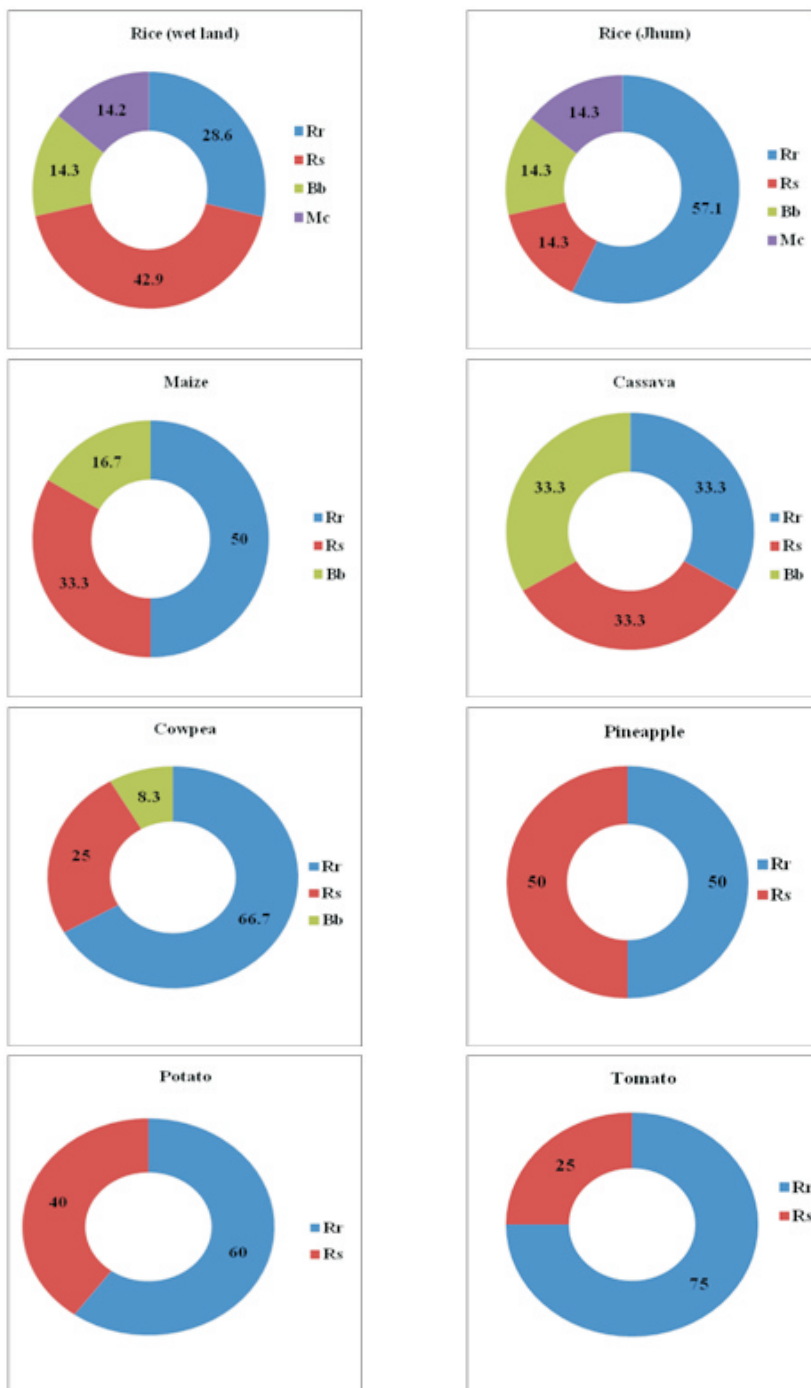 Rice (wet land)
14.2
28.6
14.3
42.9
Rr
Rs
Bb
Mc
Rice (Jhum)
14.3
14.3
57.1
14.3
Rr
Rs
Bb
Mc
Maize
16.7
50
33.3
Rr
Rs
Bb
Cassava
33.3
33.3
33.3
Rr
Rs
Bb
Cowpea
8.3
25
66.7
Rr
Rs
Bb
Pineapple
50
50
Rr
Rs
Potato
40
60
Rr
Rs
Tomato
25
75
Rr
Rs